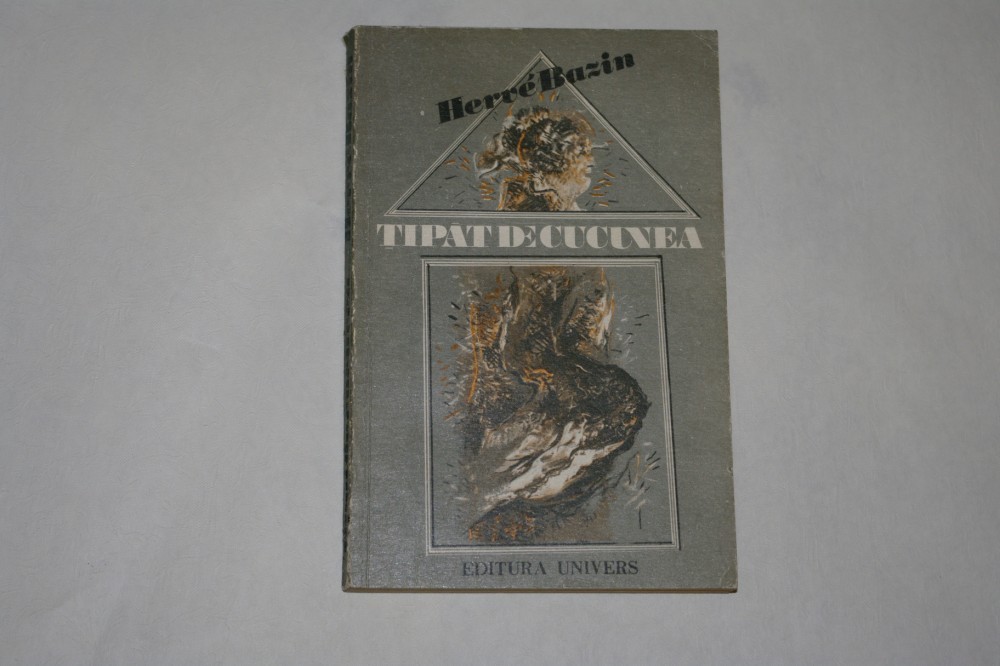 Hervé Bazin
ȚIPĂT DE CUCUVEA
EDITURA UNIVERS